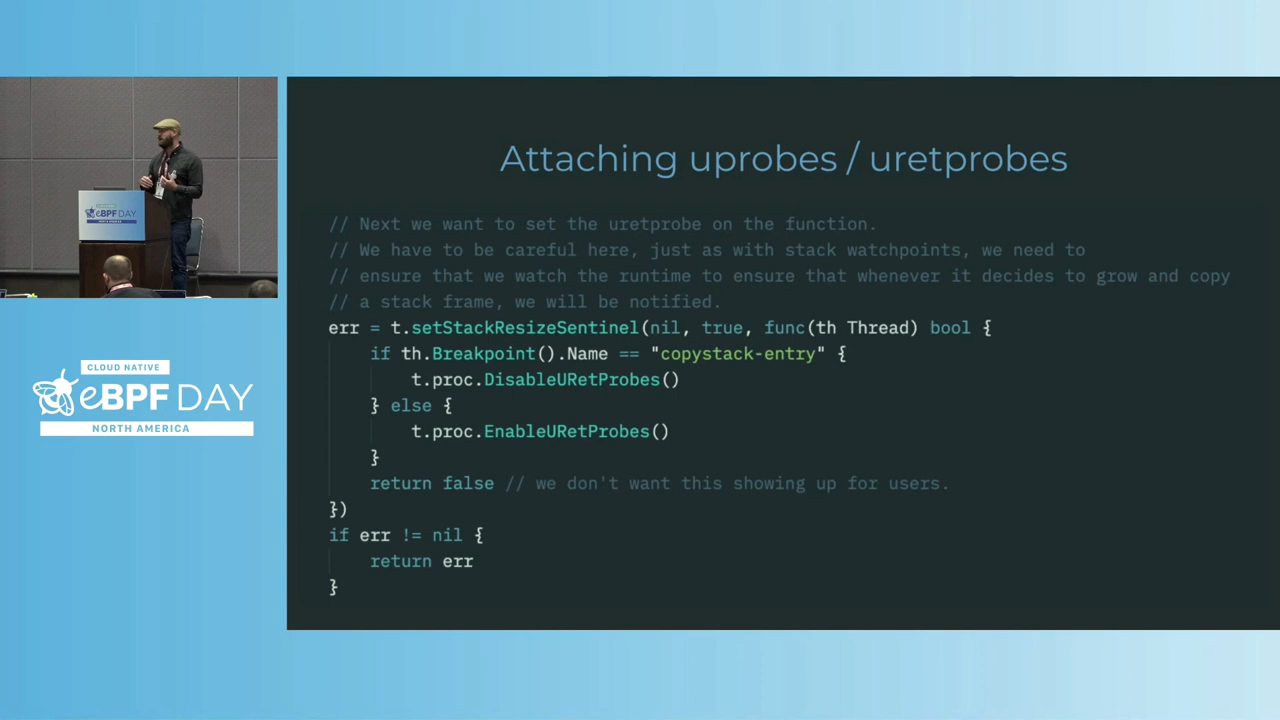 Attaching uprobes / uretprobes
// Next we want to set the uretprobe on the function.
// We have to be careful here, just as with stack watchpoints, we need to
// ensure that we watch the runtime to ensure that whenever it decides to grow and copy
// a stack frame, we will be notified.
err = t.setStackResizeSentinel(nil, true, func(th Thread) bool {
    if th.Breakpoint().Name == "copystack-entry" {
        t.proc.DisableURetProbes()
    } else {
        t.proc.EnableURetProbes()
    }
    return false // we don't want this showing up for users.
})
if err != nil {
    return err
}
eBPF DAY
CLOUD NATIVE
eBPF DAY
NORTH AMERICA